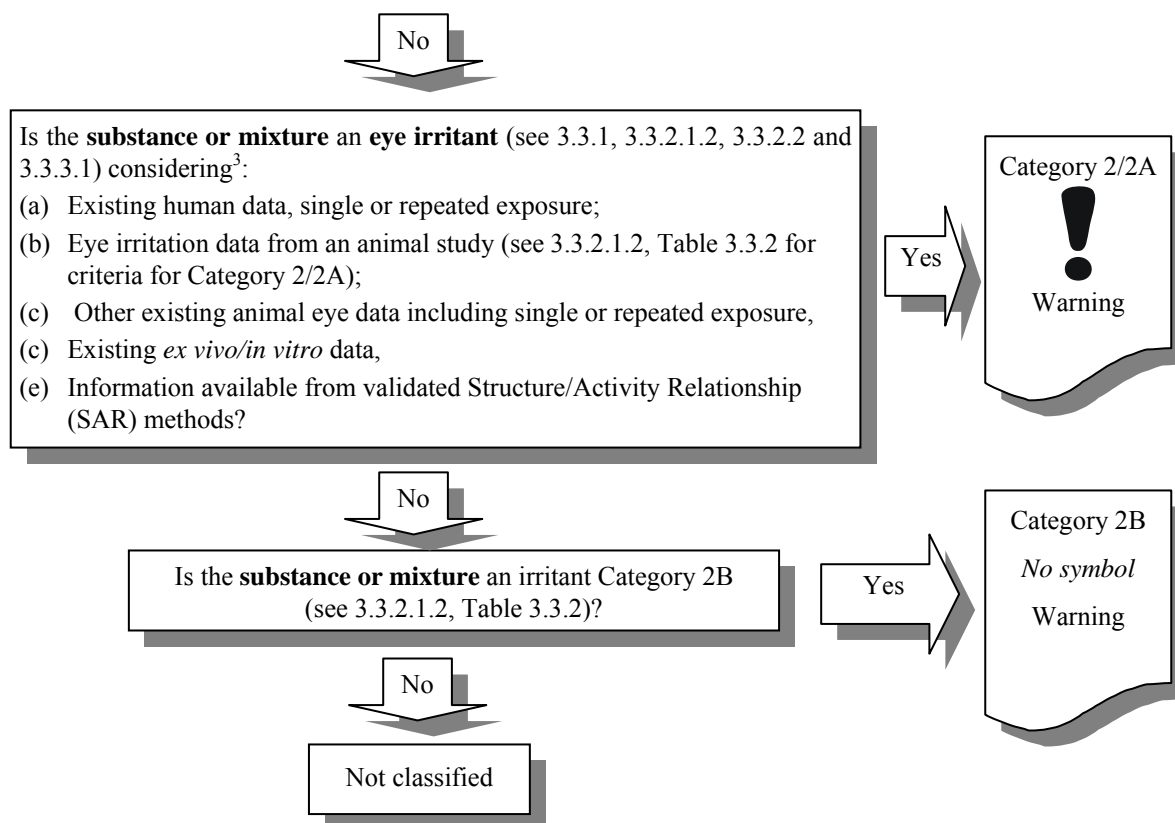 No
Is the substance or mixture an eye irritant (see 3.3.1, 3.3.2.1.2, 3.3.2.2 and
3.3.3.1) considering3:
(a) Existing human data, single or repeated exposure;
(b) Eye irritation data from an animal study (see 3.3.2.1.2, Table 3.3.2 for
criteria for Category 2/2A);
(c) Other existing animal eye data including single or repeated exposure,
(c) Existing ex vivo/in vitro data,
(e) Information available from validated Structure/Activity Relationship
(SAR) methods?
Yes
Category 2/2A
Warning
No
Is the substance or mixture an irritant Category 2B
(see 3.3.2.1.2, Table 3.3.2)?
Yes
Category 2B
No symbol
Warning
No
Not classified